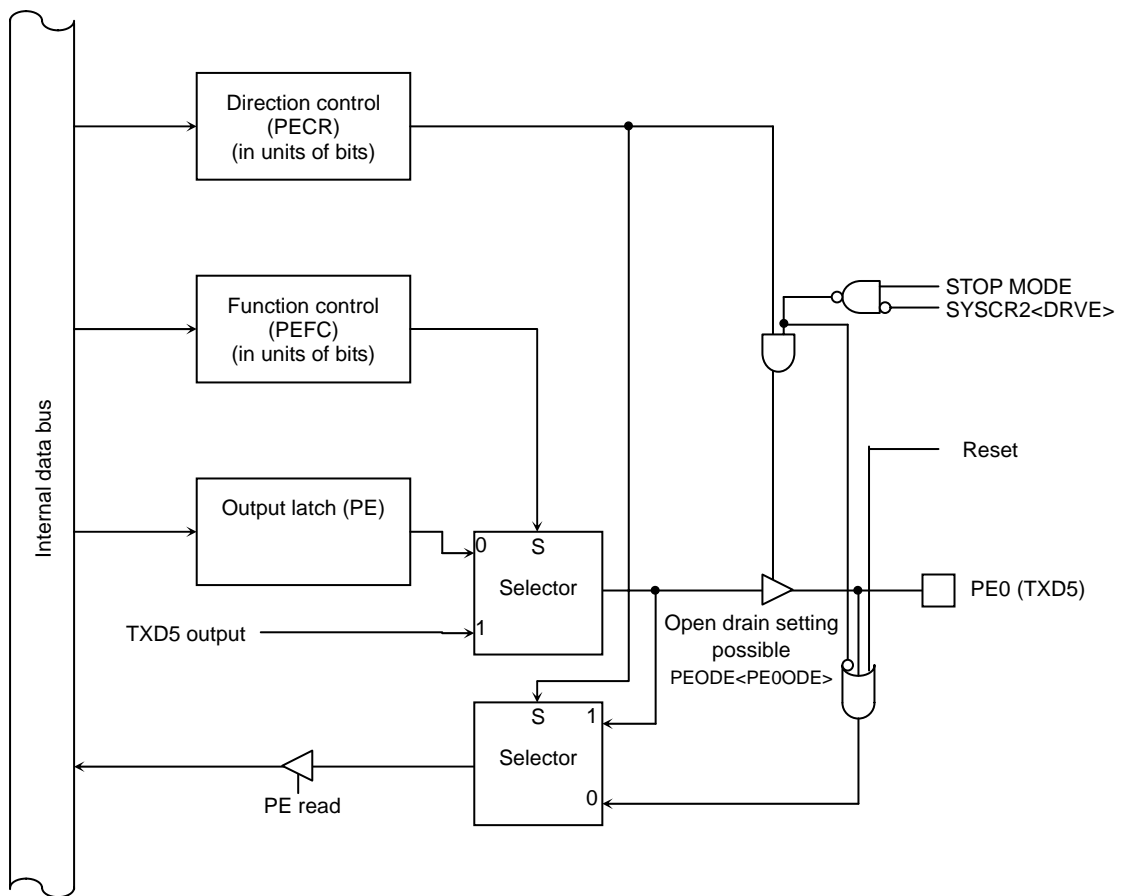 Internal data bus
Direction control
(PECR)
(in units of bits)
Function control
(PEFC)
(in units of bits)
STOP MODE
SYSCR2<DRVE>
Reset
Output latch (PE)
0
S
Selector
1
TXD5 output
PE0 (TXD5)
Open drain setting
possible
PEODE<PE0ODE>
S
1
Selector
0
PE read